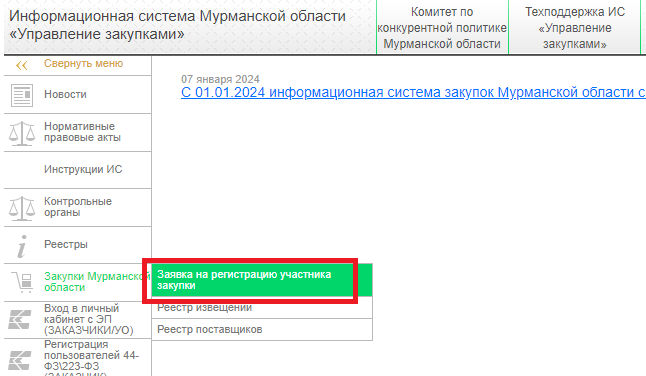 Информационная система Мурманской области
«Управление закупками»
Комитет по
конкурентной политике
Мурманской области
Техподдержка ИС
«Управление
закупками»
Свернуть меню
Новости
Нормативные
правовые акты
Инструкции ИС
Контрольные
органы
Реестры
Закупки Мурманской
области
Вход в личный
кабинет с ЭП
(ЗАКАЗЧИКИ/УО)
Регистрация
пользователей 44-
ФЗ\223-ФЗ
(ЗАКАЗЧИК)
07 января 2024
С 01.01.2024 информационная система закупок Мурманской области с
Заявка на регистрацию участника
закупки
Реестр извещений
Реестр поставщиков